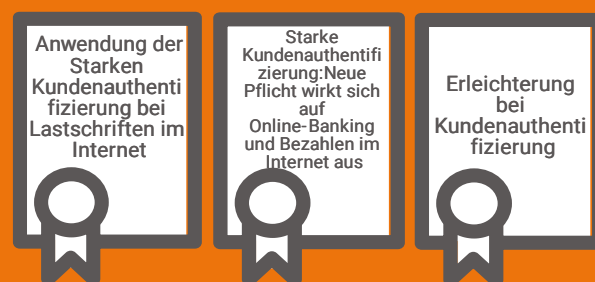 Anwendung der
Starken
Kundenauthenti
fizierung bei
Lastschriften im
Internet
Starke
Kundenauthentifi
zierung:Neue
Pflicht wirkt sich
auf
Online-Banking
und Bezahlen im
Internet aus
Erleichterung
bei
Kundenauthenti
fizierung